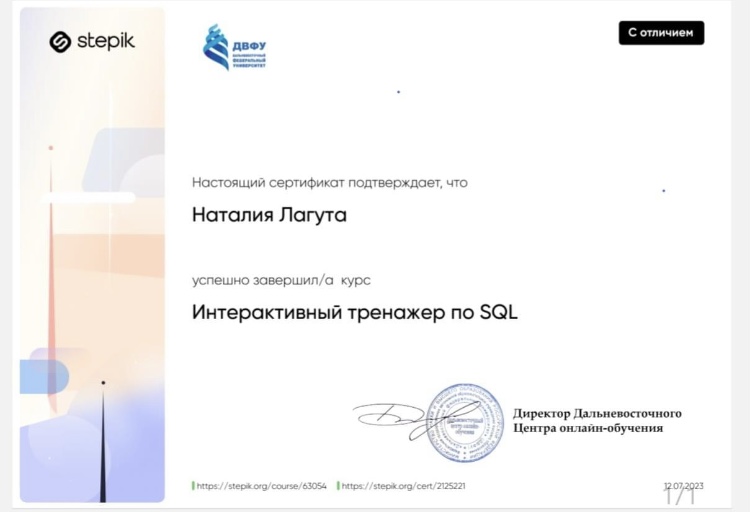 stepik
ДВФУ
ДАЛЬНЕВОСТОЧНЫЙ
ФЕДЕРАЛЬНЫЙ
УНИВЕРСИТЕТ
С отличием
Настоящий сертификат подтверждает, что
Наталия Лагута
успешно завершил/а курс
Интерактивный тренажер по SQL
Директор Дальневосточного
Центра онлайн-обучения
https://stepik.org/course/63054
https://stepik.org/cert/2125221
12.07.2023
1/1